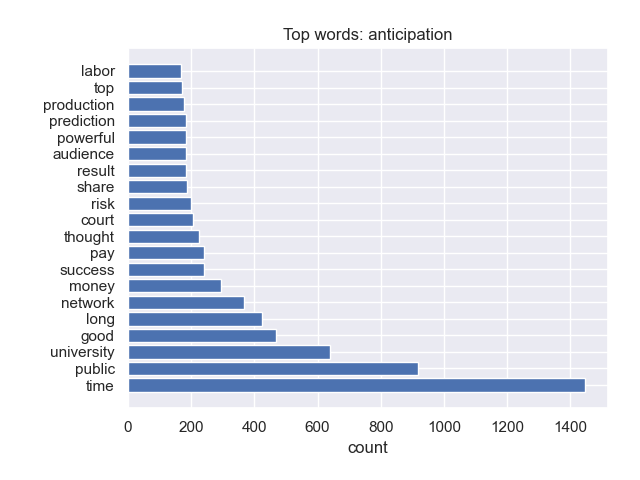 Top words: anticipation
labor
top
production
prediction
powerful
audience
result
share
risk
court
thought
pay
success
money
network
long
good
university
public
time
0 200 400 600 800 1000 1200 1400
count